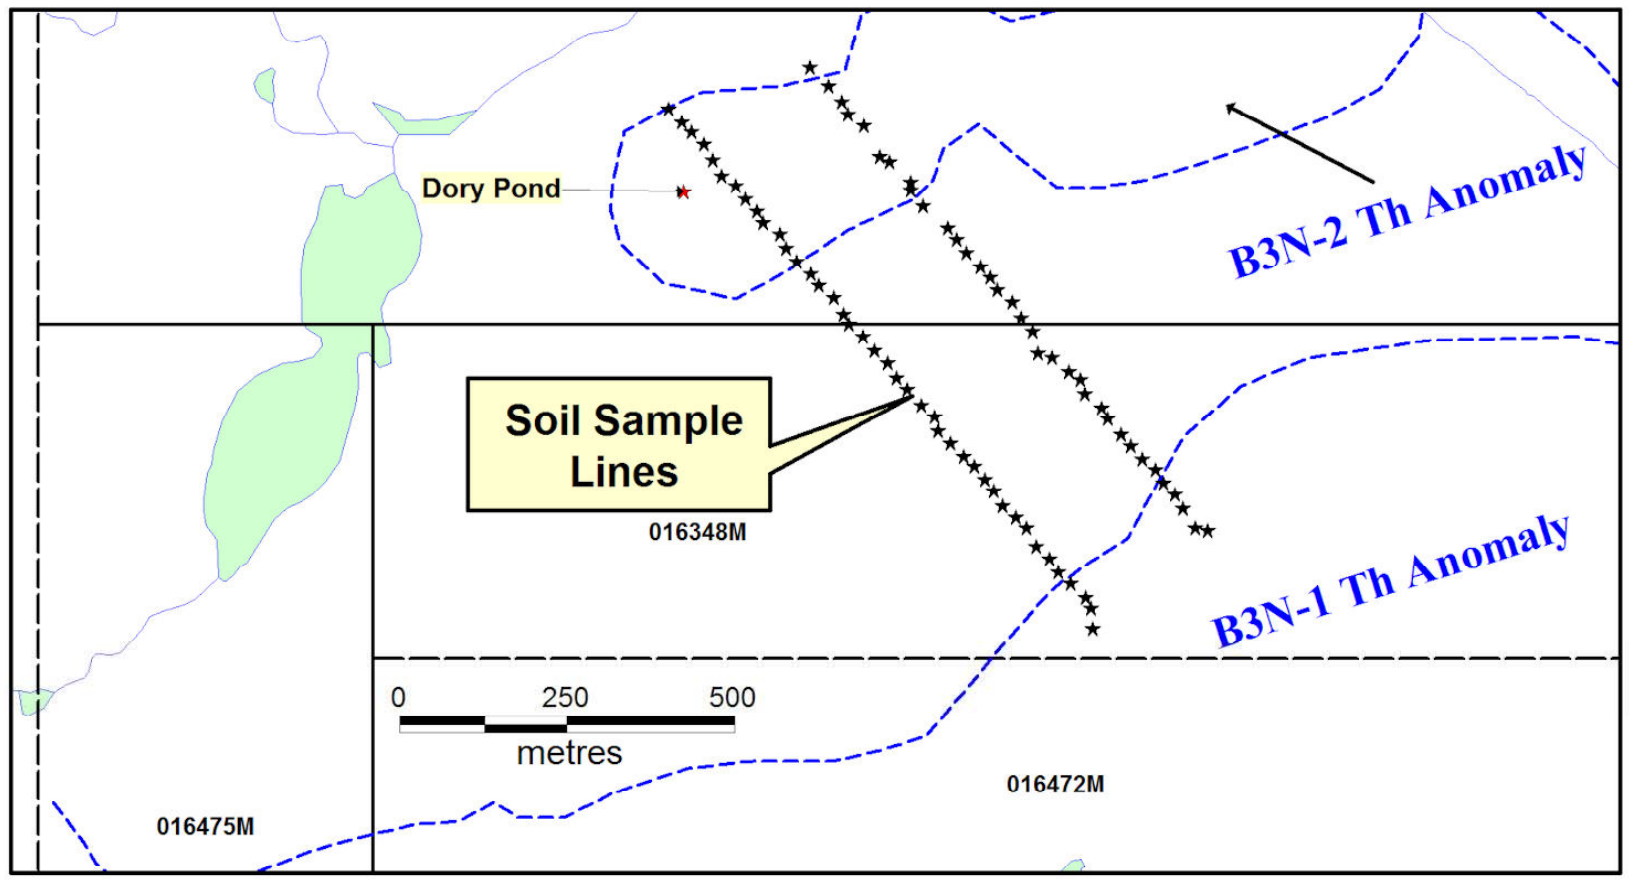 Dory Pond
B3N-2 Th Anomaly
Soil Sample
Lines
016348M
B3N-1 Th Anomaly
0 250 500
metres
016472M
016475M